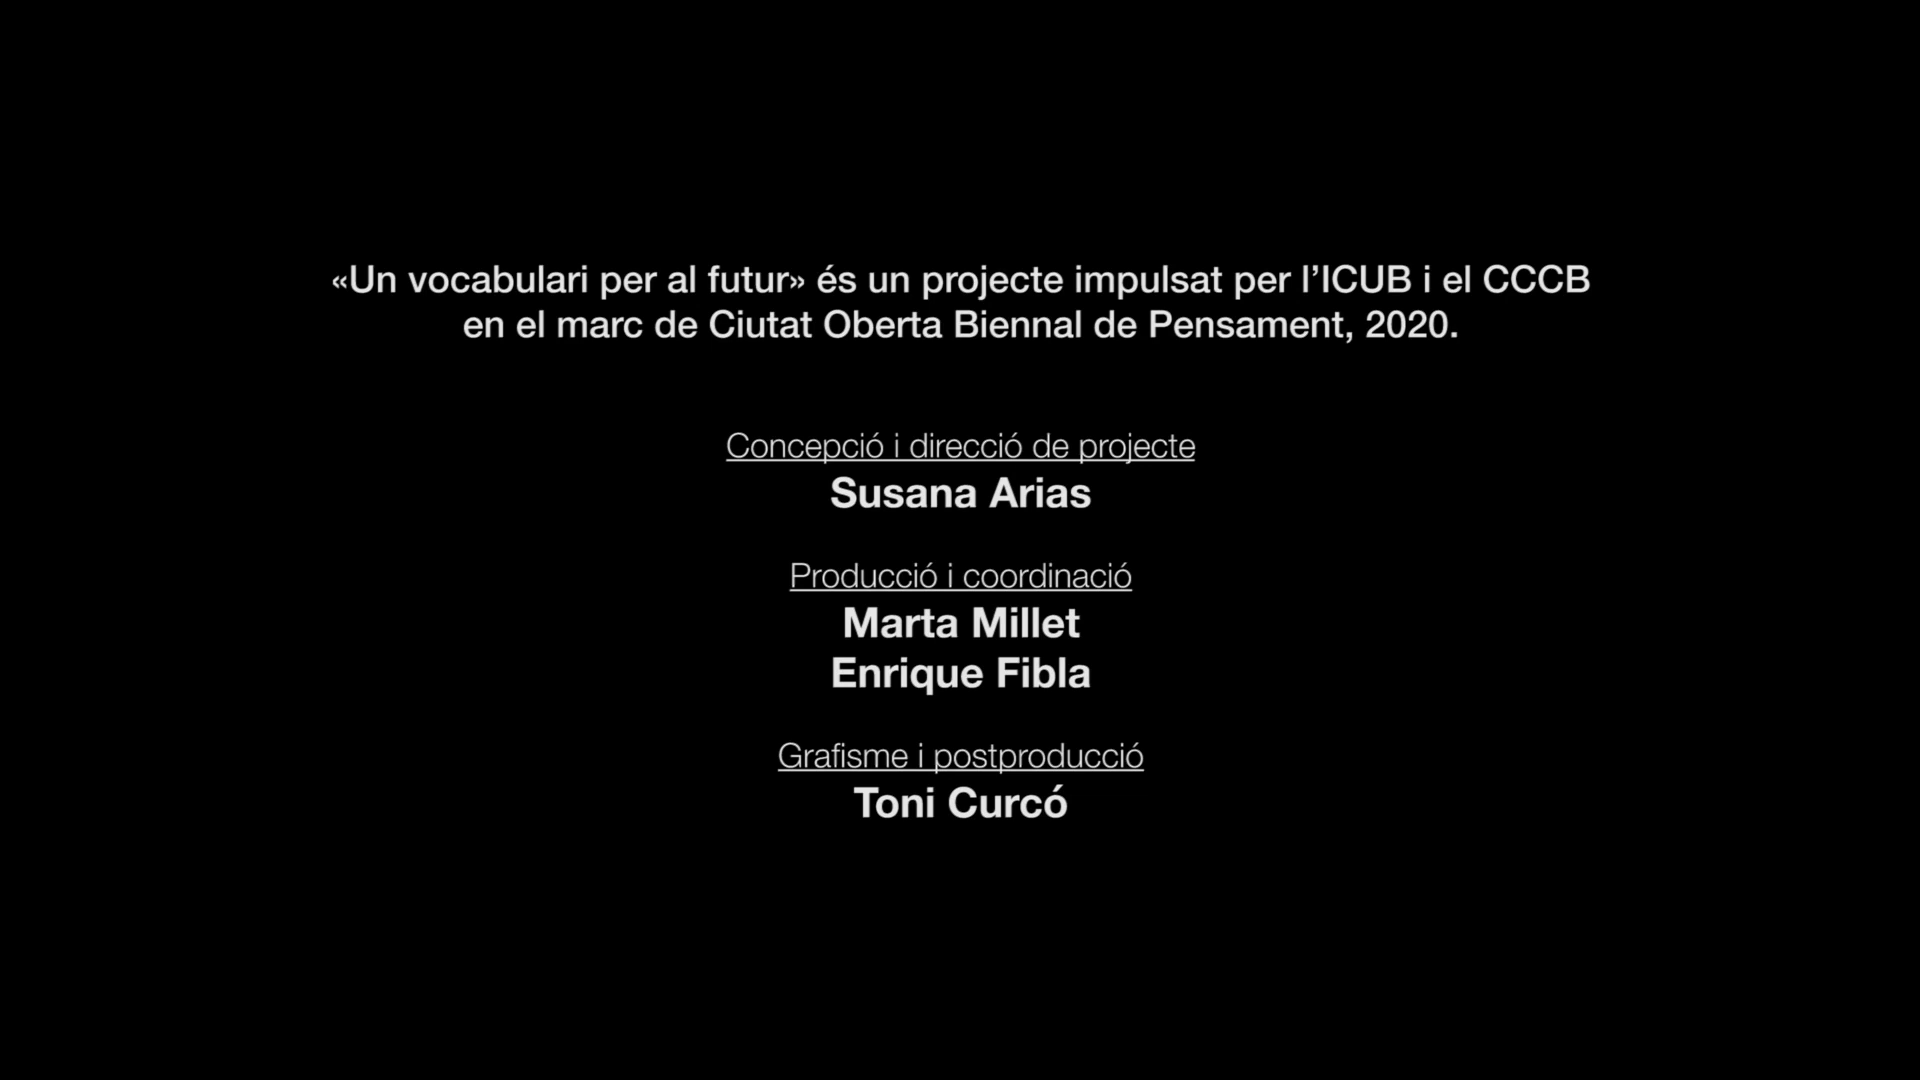 «Un vocabulari per al futur» és un projecte impulsat per l’ICUB i el CCCB
en el marc de Ciutat Oberta Biennal de Pensament, 2020.
Concepció i direcció de projecte
Susana Arias
Producció i coordinació
Marta Millet
Enrique Fibla
Grafisme i postproducció
Toni Curcó